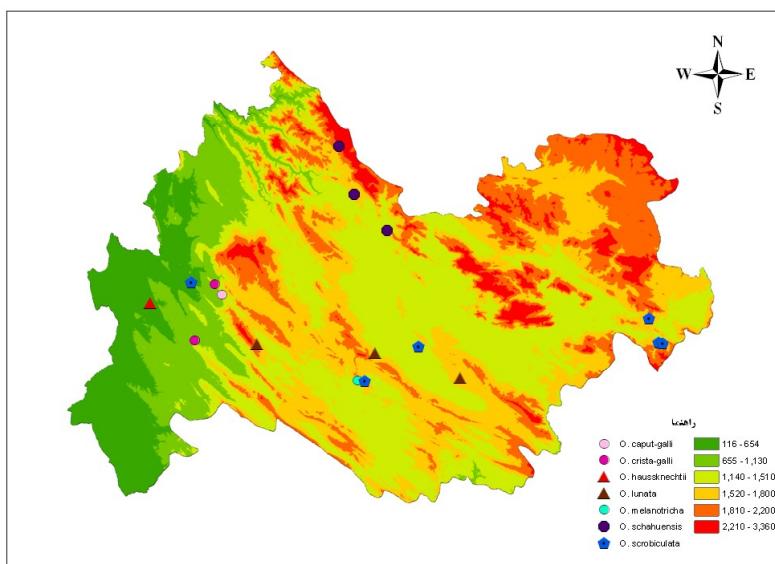 N
W E
S
راهنما
O. caput-galli 116 - 654
O. crista-galli 655 - 1,130
O. haussknechtii 1,140 - 1,510
O. lunata 1,520 - 1,800
O. melanotricha 1,810 - 2,200
O. schahuensis 2,210 - 3,360
O. scrobiculata